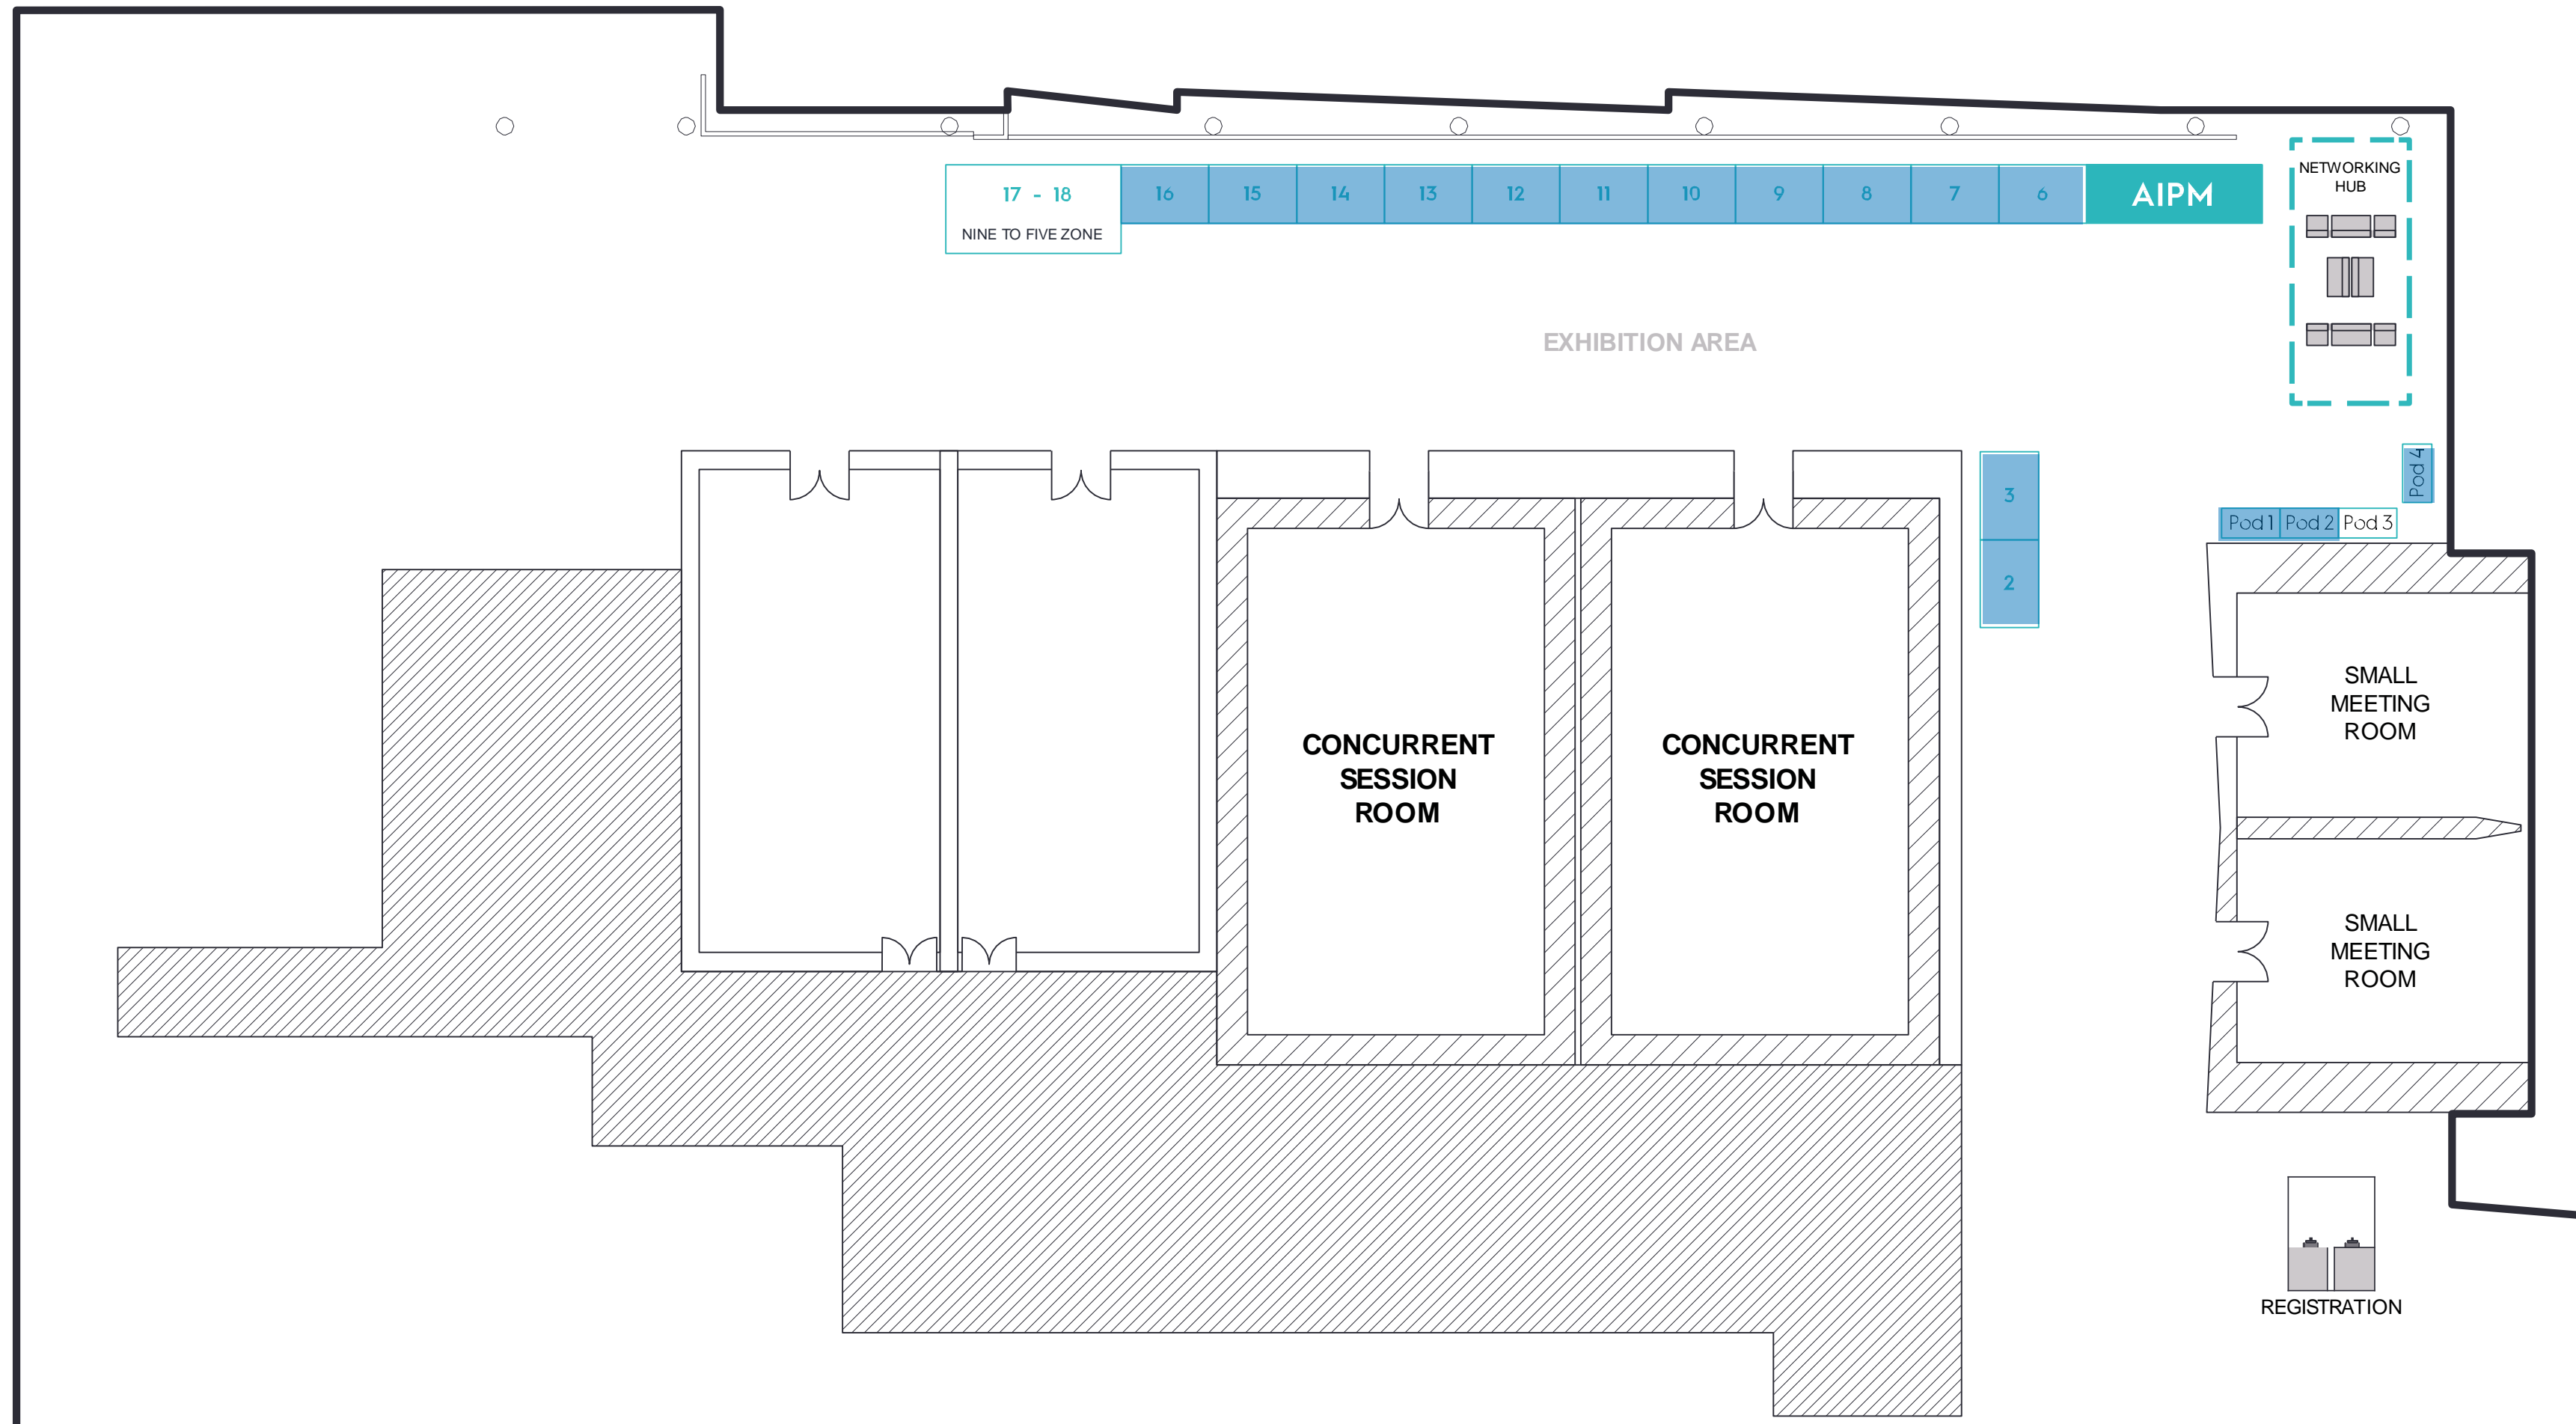 17 - 18
NINE TO FIVE ZONE
16
15
14
13
12
11
10
9
8
7
6
AIPM
NETWORKING
HUB
EXHIBITION AREA
3
2
Pod 4
Pod 1
Pod 2
Pod 3
CONCURRENT
SESSION
ROOM
CONCURRENT
SESSION
ROOM
SMALL
MEETING
ROOM
SMALL
MEETING
ROOM
REGISTRATION